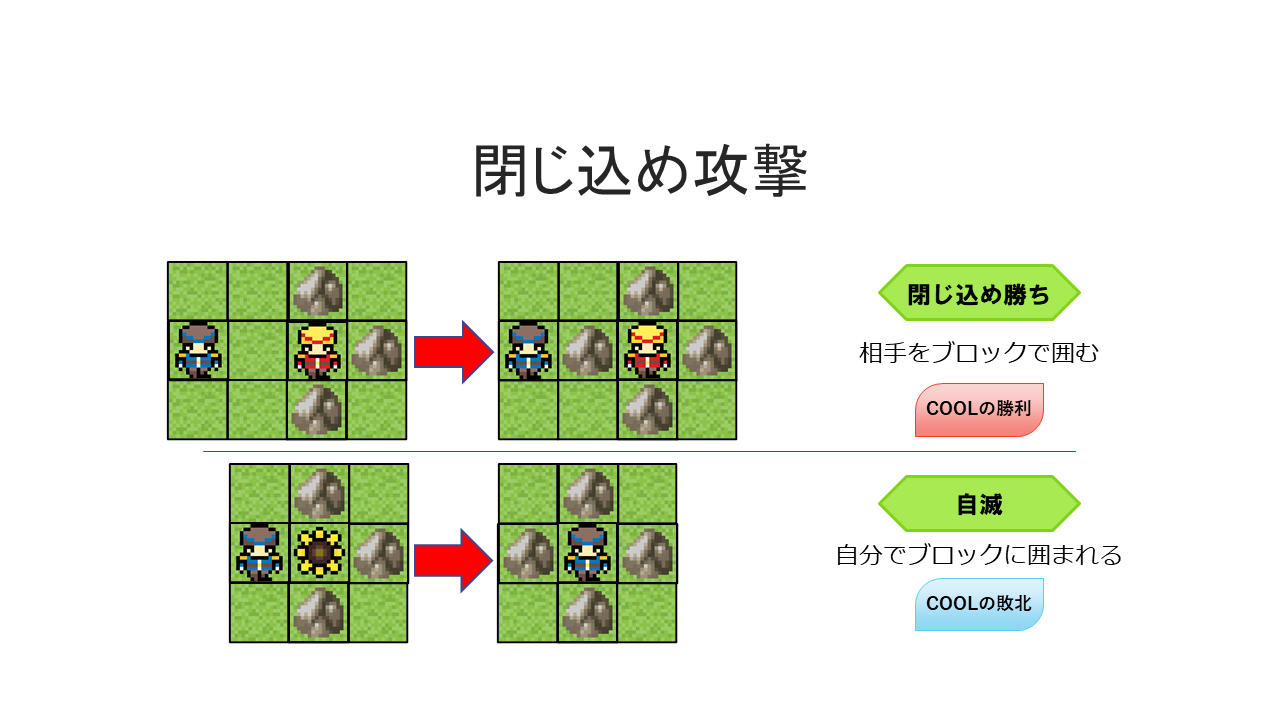 閉じ込め攻撃
閉じ込め勝ち
相手をブロックで囲む
COOLの勝利
自滅
自分でブロックに囲まれる
COOLの敗北